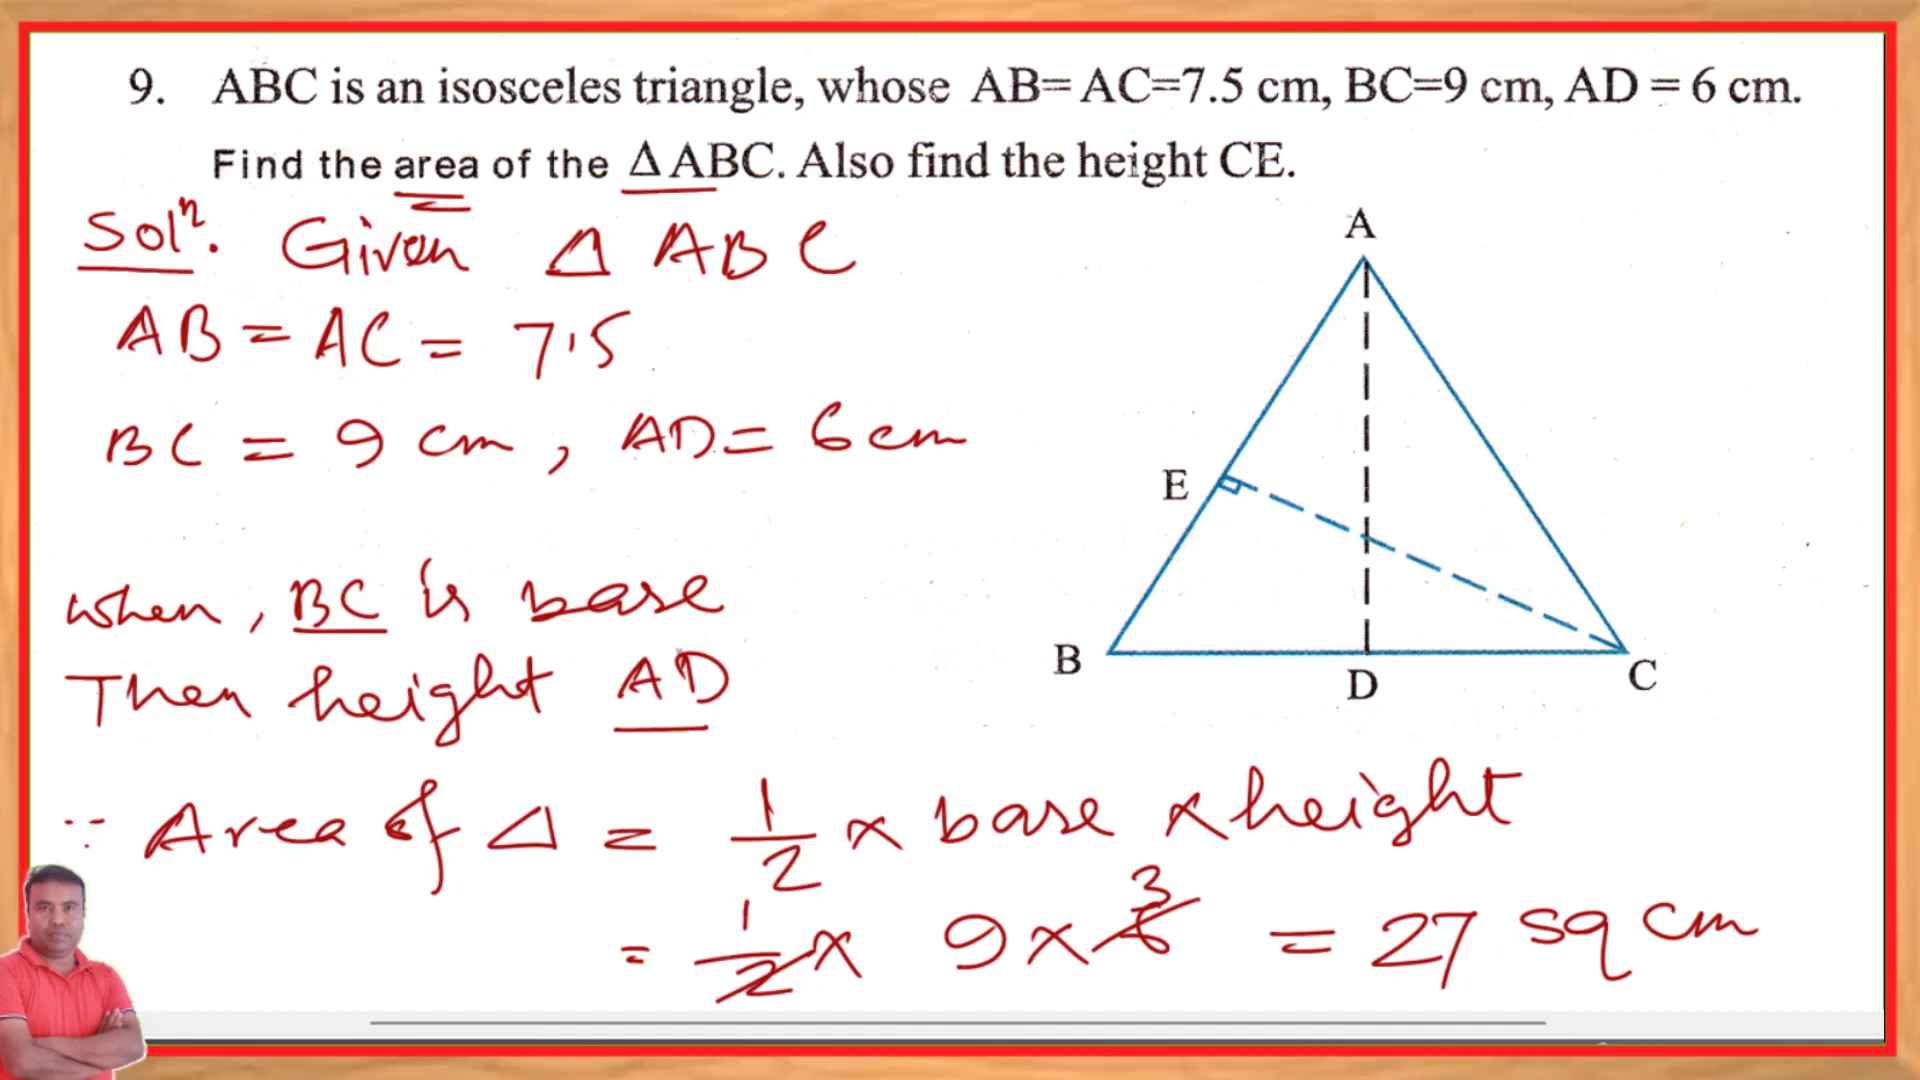 9. ABC is an isosceles triangle, whose AB= AC=7.5 cm, BC=9 cm, AD = 6 cm.
Find the area of the ΔABC. Also find the height CE.
Solⁿ. Given Δ ABC
AB = AC = 7.5
BC = 9 cm, AD = 6 cm
when, BC is base
Then height AD
∵ Area of Δ = 1/2 × base × height
= 1/2 × 9 × 6 3 = 27 sq cm
A
E
B
D
C